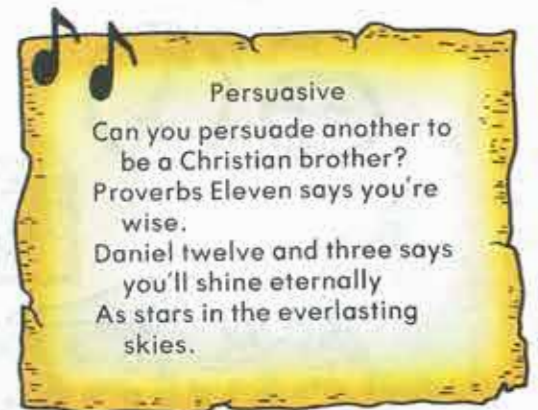 Persuasive
Can you persuade another to
be a Christian brother?
Proverbs Eleven says you're
wise.
Daniel twelve and three says
you'll shine eternally
As stars in the everlasting
skies.